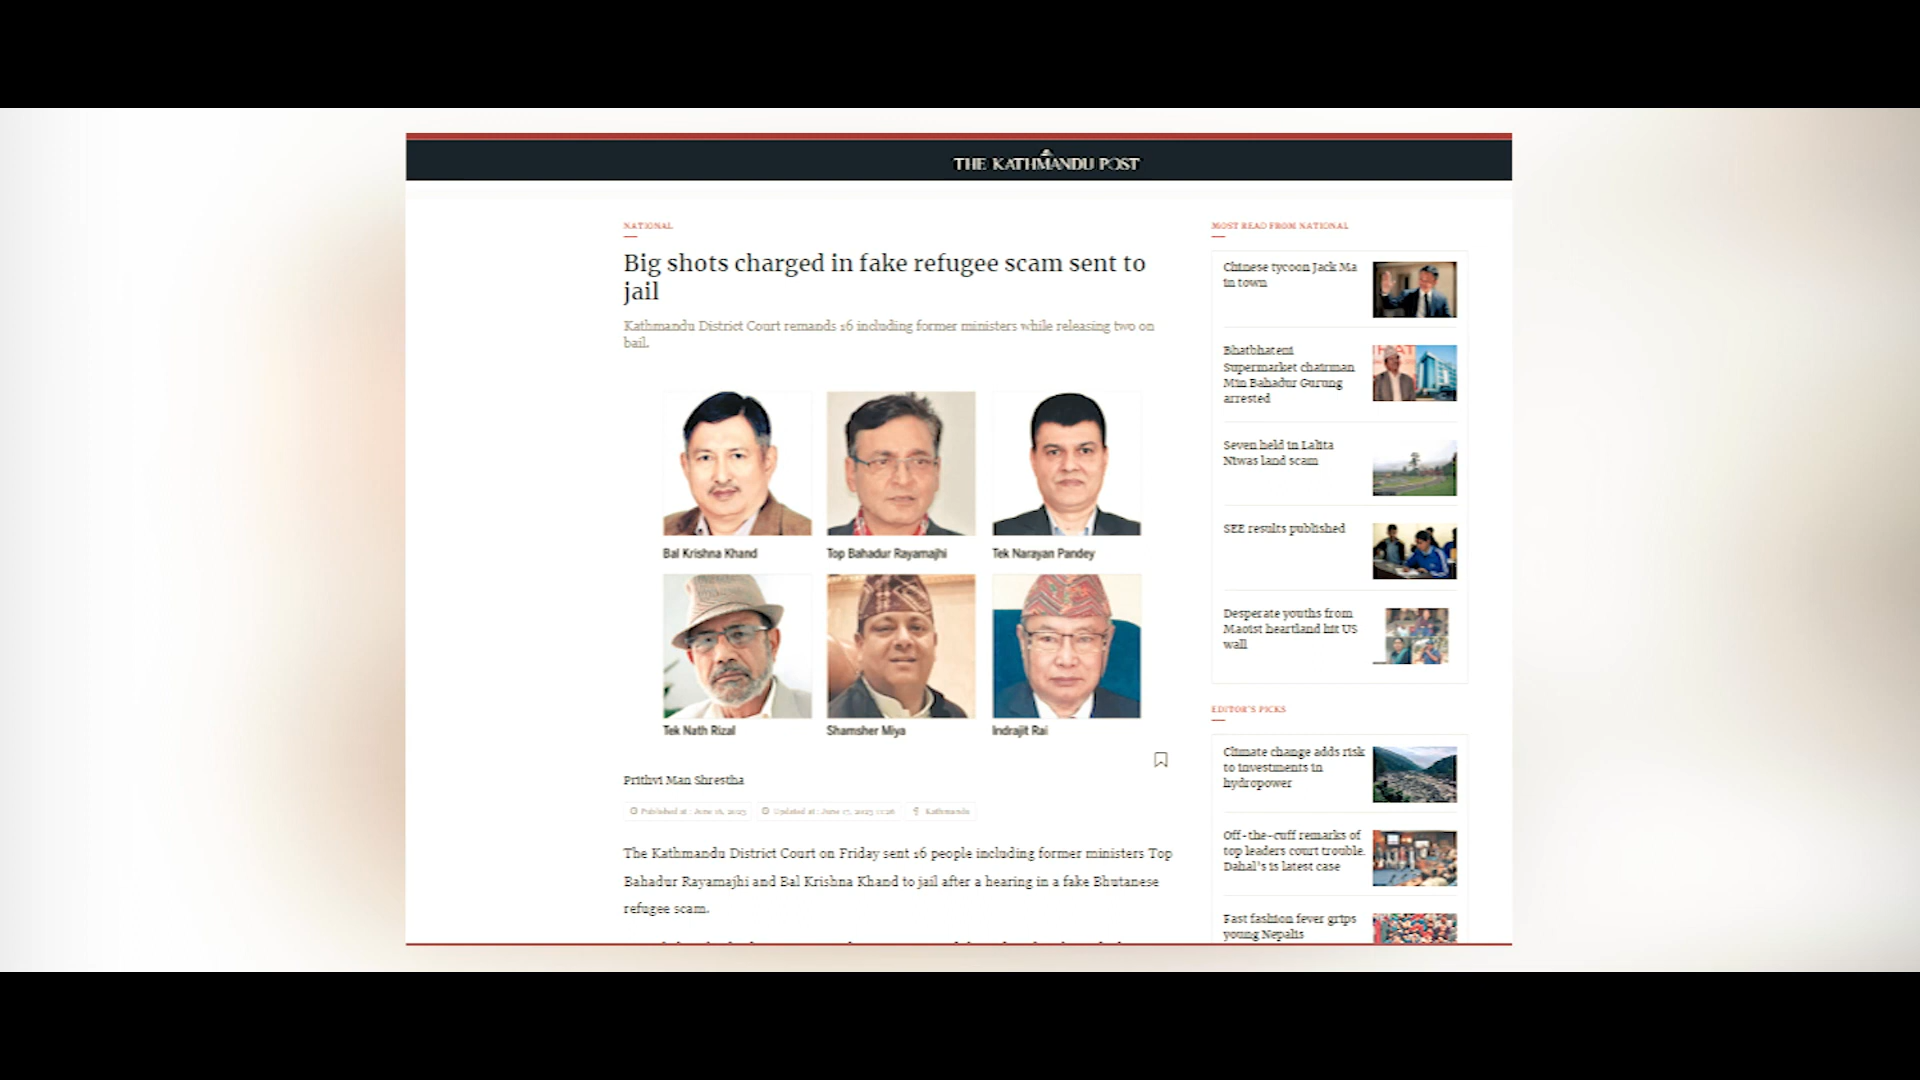 THE KATHMANDU POST
NATIONAL
Big shots charged in fake refugee scam sent to
jail
Kathmandu District Court remands 16 including former ministers while releasing two on
bail.
Bal Krishna Khand
Top Bahadur Rayamajhi
Tek Narayan Pandey
Tek Nath Rizal
Shamsher Miya
Indrajit Rai
Prithvi Man Shrestha
Published at : June 16, 2023
Updated at : June 17, 2023 11:26
Kathmandu
The Kathmandu District Court on Friday sent 16 people including former ministers Top
Bahadur Rayamajhi and Bal Krishna Khand to jail after a hearing in a fake Bhutanese
refugee scam.
MOST READ FROM NATIONAL
Chinese tycoon Jack Ma
in town
Bhatbhateni
Supermarket chairman
Min Bahadur Gurung
arrested
Seven held in Lalita
Niwas land scam
SEE results published
Desperate youths from
Maoist heartland hit US
wall
EDITOR'S PICKS
Climate change adds risk
to investments in
hydropower
Off-the-cuff remarks of
top leaders court trouble.
Dahal's is latest case
Fast fashion fever grips
young Nepalis